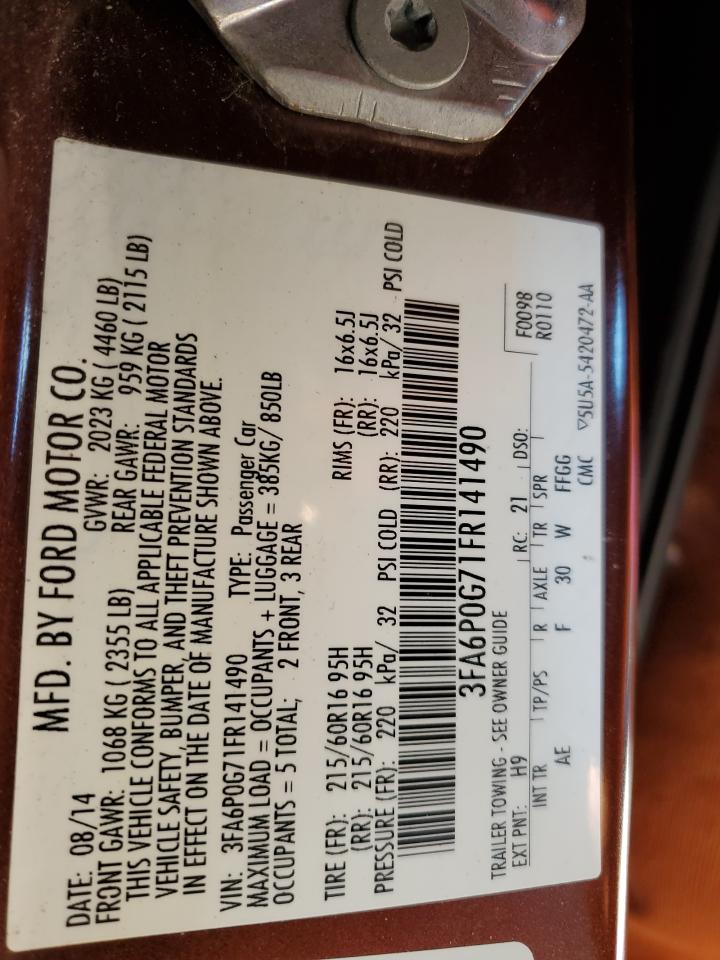 MFD. BY FORD MOTOR CO.
DATE: 08/14 GVWR: 2023 KG ( 4460 LB)
FRONT GAWR: 1068 KG ( 2355 LB) REAR GAWR: 959 KG ( 2115 LB)
THIS VEHICLE CONFORMS TO ALL APPLICABLE FEDERAL MOTOR
VEHICLE SAFETY, BUMPER, AND THEFT PREVENTION STANDARDS
IN EFFECT ON THE DATE OF MANUFACTURE SHOWN ABOVE.
VIN: 3FA6P0G71FR141490 TYPE: Passenger Car
MAXIMUM LOAD = OCCUPANTS + LUGGAGE = 385KG/ 850LB
OCCUPANTS = 5 TOTAL; 2 FRONT, 3 REAR
TIRE (FR): 215/60R16 95H RIMS (FR): 16x6.5J
(RR): 215/60R16 95H (RR): 16x6.5J
PRESSURE (FR): 220 kPa/ 32 PSI COLD (RR): 220 kPa/ 32 PSI COLD
3FA6P0G71FR141490
TRAILER TOWING - SEE OWNER GUIDE
EXT PNT: H9 RC: 21 DSO: F0098
R0110
INT TR TP/PS R AXLE TR SPR
AE F 30 W FFGG
CMC ▽5U5A-5420472-AA